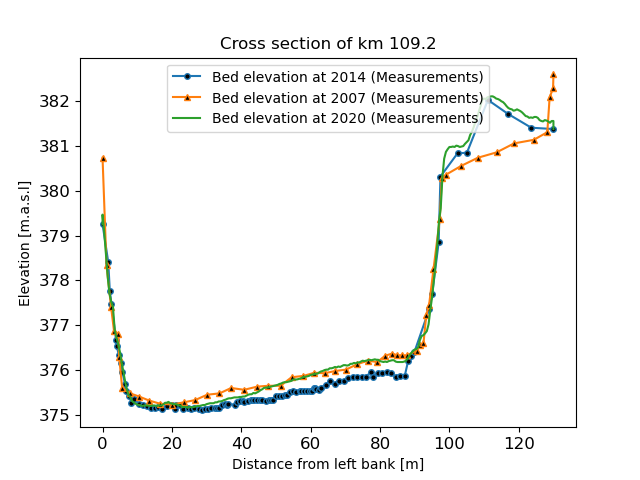 Cross section of km 109.2
Bed elevation at 2014 (Measurements)
Bed elevation at 2007 (Measurements)
Bed elevation at 2020 (Measurements)
Elevation [m.a.s.l]
382
381
380
379
378
377
376
375
0 20 40 60 80 100 120
Distance from left bank [m]